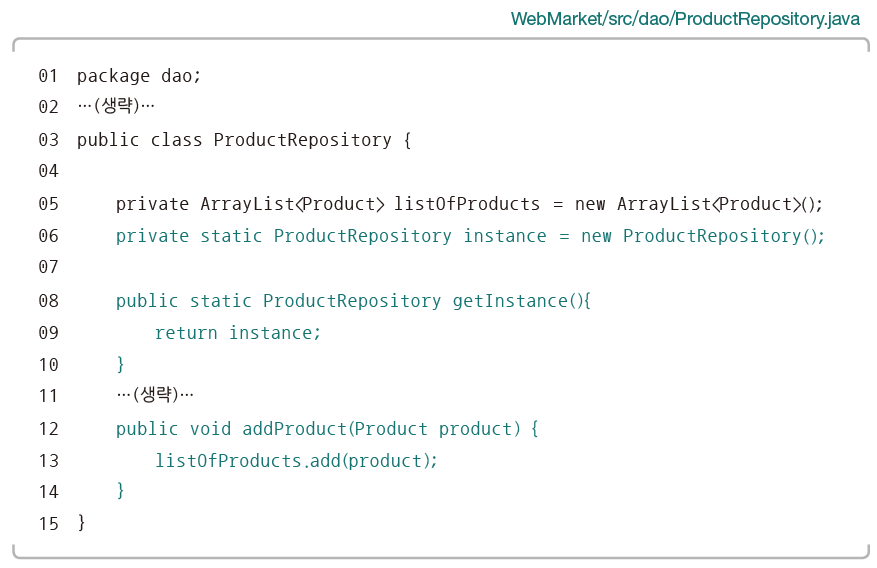 WebMarket/src/dao/ProductRepository.java
01 package dao;
02 …(생략)…
03 public class ProductRepository {
04
05 private ArrayList<Product> listOfProducts = new ArrayList<Product>();
06 private static ProductRepository instance = new ProductRepository();
07
08 public static ProductRepository getInstance(){
09 return instance;
10 }
11 …(생략)…
12 public void addProduct(Product product) {
13 listOfProducts.add(product);
14 }
15 }